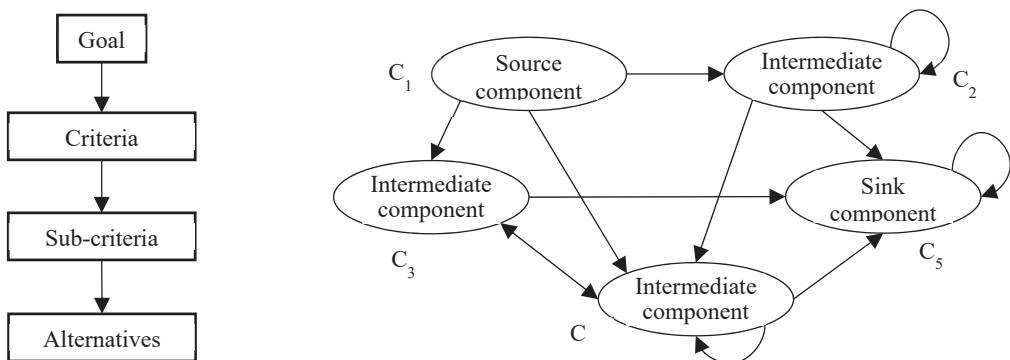 Goal
Criteria
Sub-criteria
Alternatives
C1
Source
component
Intermediate
component
C2
Intermediate
component
C3
Sink
component
C5
Intermediate
component
C